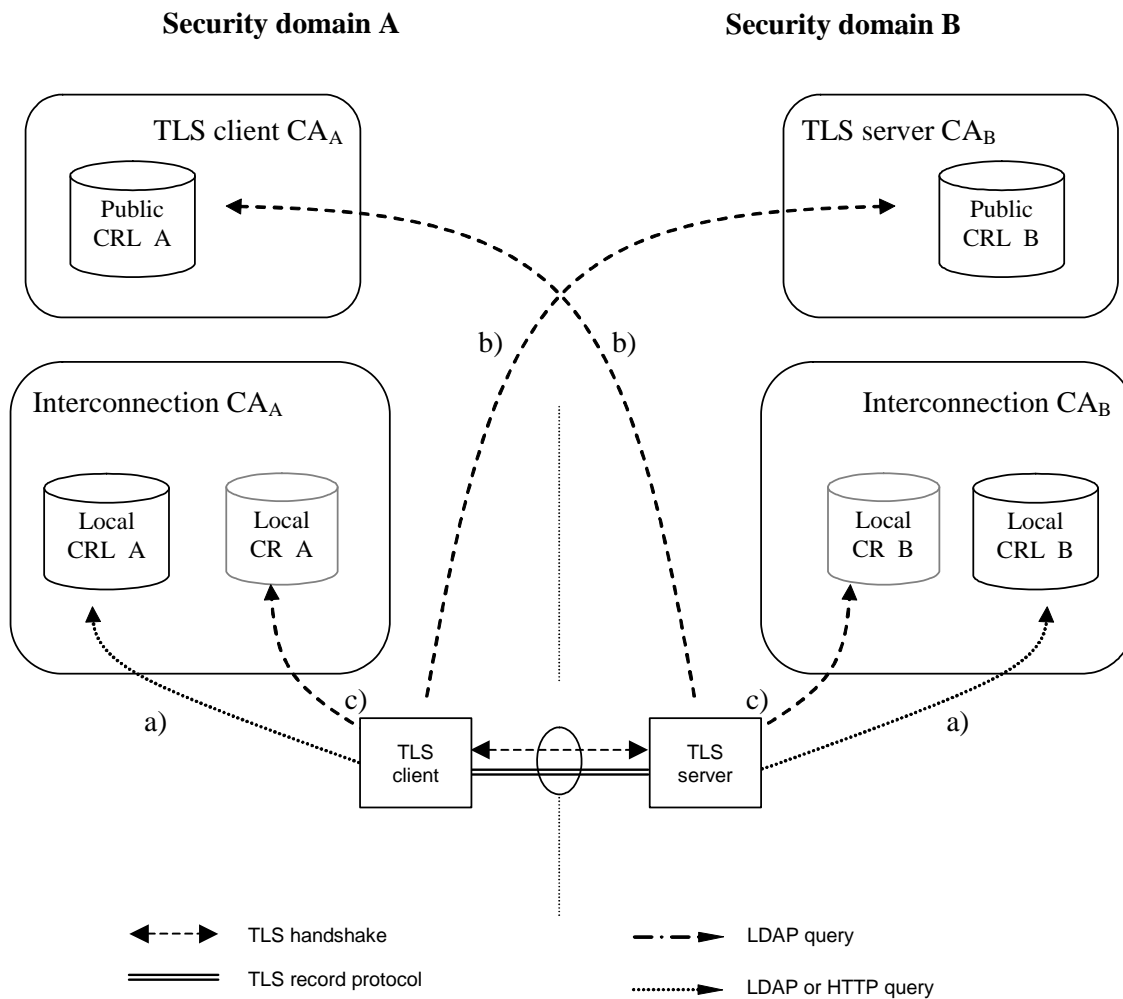 Security domain A
Security domain B
TLS client CAA
TLS server CAB
Public
CRL A
Public
CRL B
b)
b)
Interconnection CAA
Interconnection CAB
Local
CRL A
Local
CR A
Local
CR B
Local
CRL B
c)
c)
a)
a)
TLS
client
TLS
server
TLS handshake
LDAP query
TLS record protocol
LDAP or HTTP query